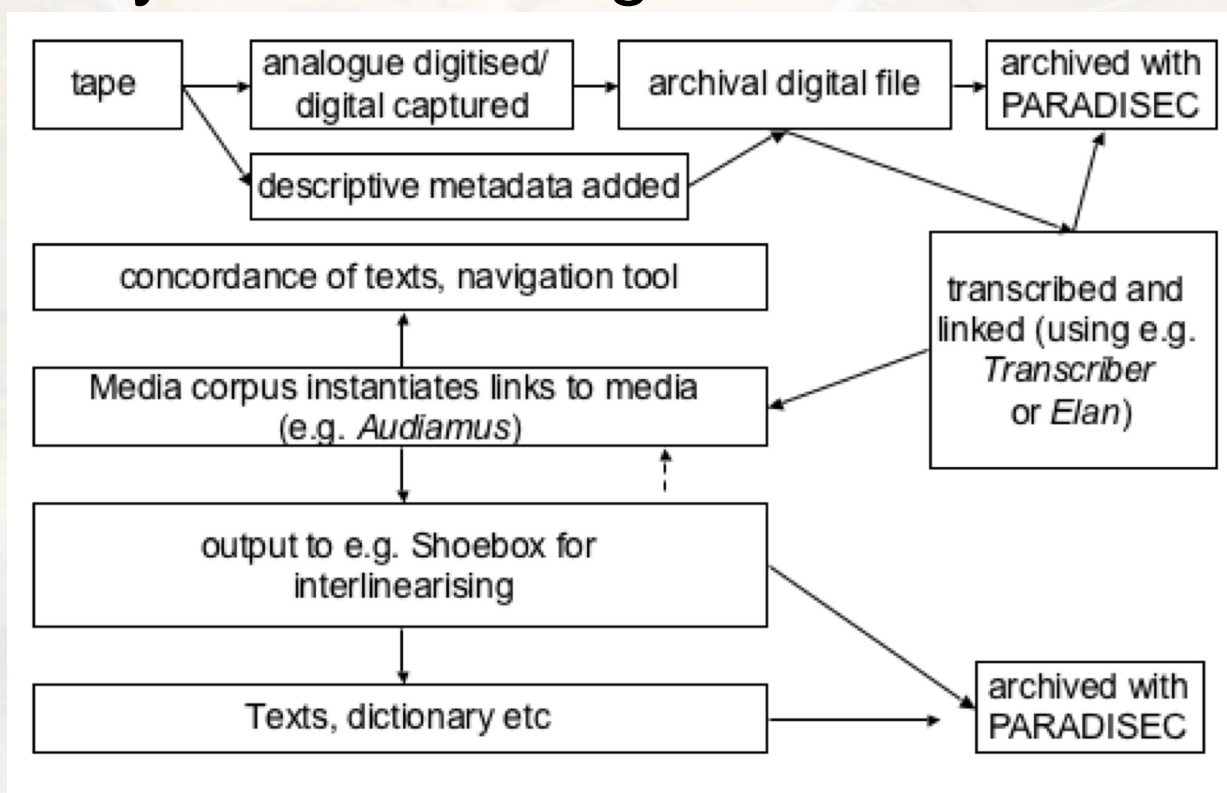 tape
analogue digitised/
digital captured
archival digital file
archived with
PARADISEC
descriptive metadata added
concordance of texts, navigation tool
transcribed and
linked (using e.g.
Transcriber
or Elan)
Media corpus instantiates links to media
(e.g. Audiamus)
output to e.g. Shoebox for
interlinearising
Texts, dictionary etc
archived with
PARADISEC